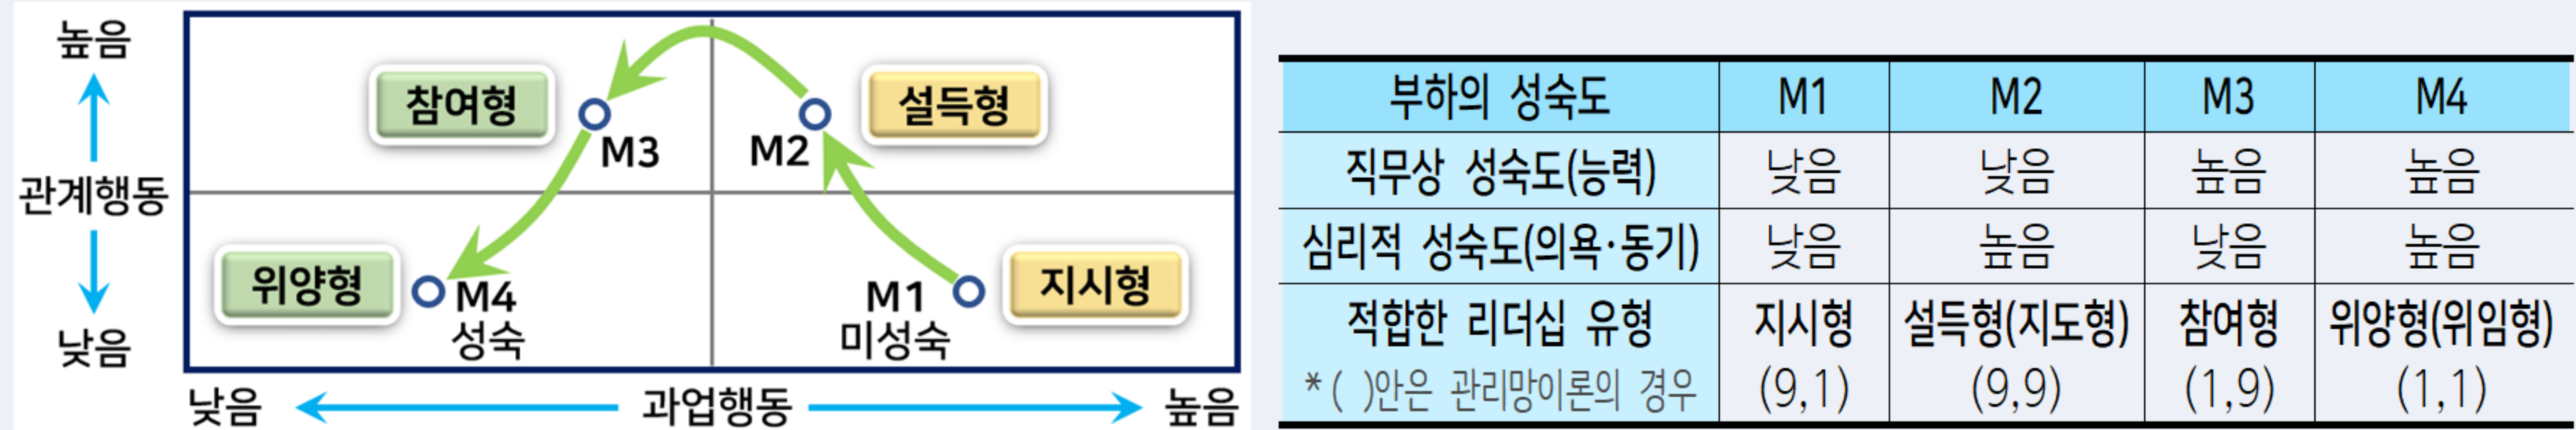 높음
관계행동
낮음
참여형
M3
M2
설득형
위양형
M4
성숙
M1
미성숙
지시형
낮음 과업행동 높음
부하의 성숙도 M1 M2 M3 M4
직무상 성숙도(능력) 낮음 낮음 높음 높음
심리적 성숙도(의욕·동기) 낮음 높음 낮음 높음
적합한 리더십 유형 지시형 설득형(지도형) 참여형 위양형(위임형)
* ( )안은 관리망이론의 경우 (9,1) (9,9) (1,9) (1,1)